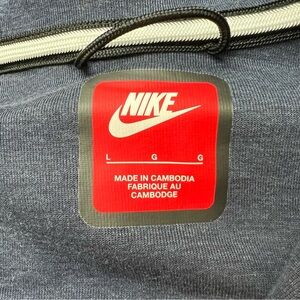 NIKE
L G G
MADE IN CAMBODIA
FABRIQUE AU
CAMBODGE